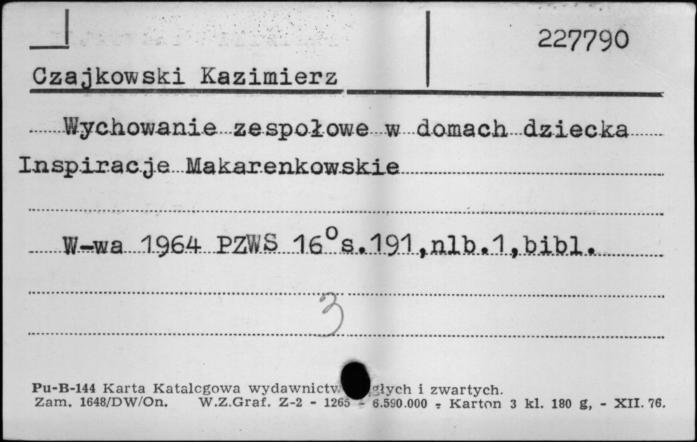 227790
Czajkowski Kazimierz
Wychowanie zespołowe w domach dziecka
Inspiracje Makarenkowskie
W-wa 1964 PZWS 16° s.191,nlb.1,bibl.
3
Pu-B-144 Karta Katalogowa wydawnictw głych i zwartych.
Zam. 1648/DW/On. W.Z.Graf. Z-2 - 1265 - 6.590.000 - Karton 3 kl. 180 g, - XII. 76.